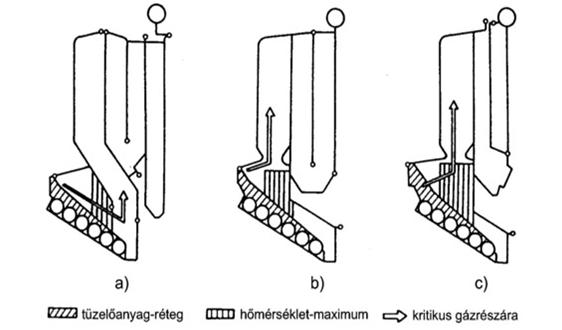 a) b) c)
tüzelőanyag-réteg hőmérséklet-maximum kritikus gázrészára